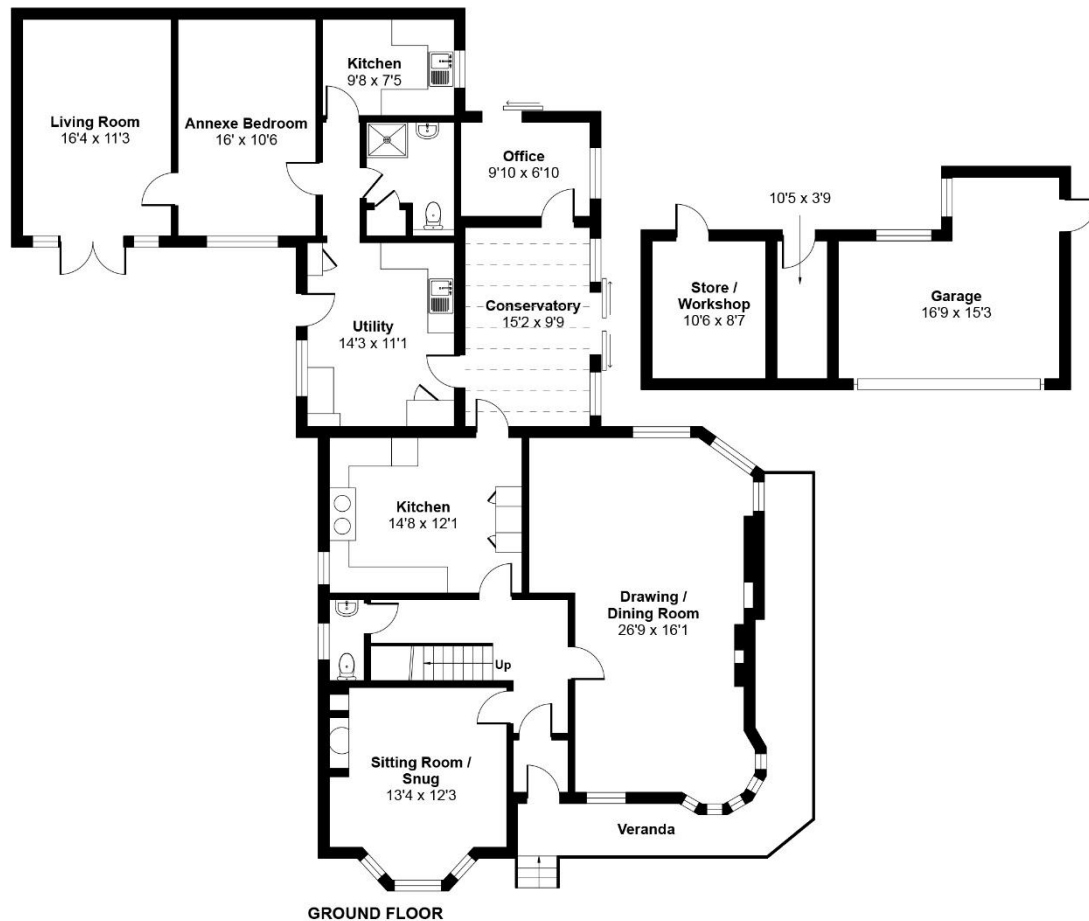 Kitchen
9'8 x 7'5
Living Room
16'4 x 11'3
Annexe Bedroom
16' x 10'6
Office
9'10 x 6'10
10'5 x 3'9
Store /
Workshop
10'6 x 8'7
Garage
16'9 x 15'3
Conservatory
15'2 x 9'9
Utility
14'3 x 11'1
Kitchen
14'8 x 12'1
Drawing /
Dining Room
26'9 x 16'1
Up
Sitting Room /
Snug
13'4 x 12'3
Veranda
GROUND FLOOR